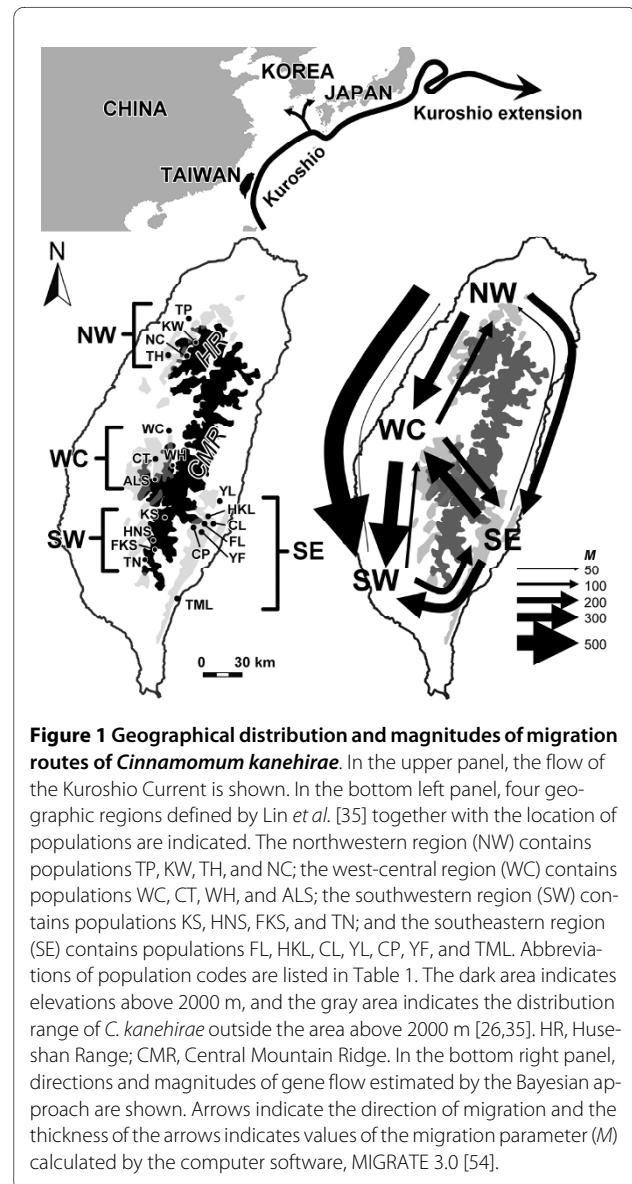 KOREA
CHINA
JAPAN
Kuroshio extension
TAIWAN
Kuroshio
N
TP
KW
NW
NC
TH
HR
WC
CMR
WC
CT
WH
ALS
YL
KS
HKL
SW
HNS
CL
FKS
FL
SE
TN
CP
YF
TML
0 30 km
NW
WC
SE
SW
M
50
100
200
300
500
Figure 1 Geographical distribution and magnitudes of migration
routes of Cinnamomum kanehirae. In the upper panel, the flow of
the Kuroshio Current is shown. In the bottom left panel, four geo-
graphic regions defined by Lin et al. [35] together with the location of
populations are indicated. The northwestern region (NW) contains
populations TP, KW, TH, and NC; the west-central region (WC) contains
populations WC, CT, WH, and ALS; the southwestern region (SW) con-
tains populations KS, HNS, FKS, and TN; and the southeastern region
(SE) contains populations FL, HKL, CL, YL, CP, YF, and TML. Abbrevia-
tions of population codes are listed in Table 1. The dark area indicates
elevations above 2000 m, and the gray area indicates the distribution
range of C. kanehirae outside the area above 2000 m [26,35]. HR, Huse-
shan Range; CMR, Central Mountain Ridge. In the bottom right panel,
directions and magnitudes of gene flow estimated by the Bayesian ap-
proach are shown. Arrows indicate the direction of migration and the
thickness of the arrows indicates values of the migration parameter (M)
calculated by the computer software, MIGRATE 3.0 [54].